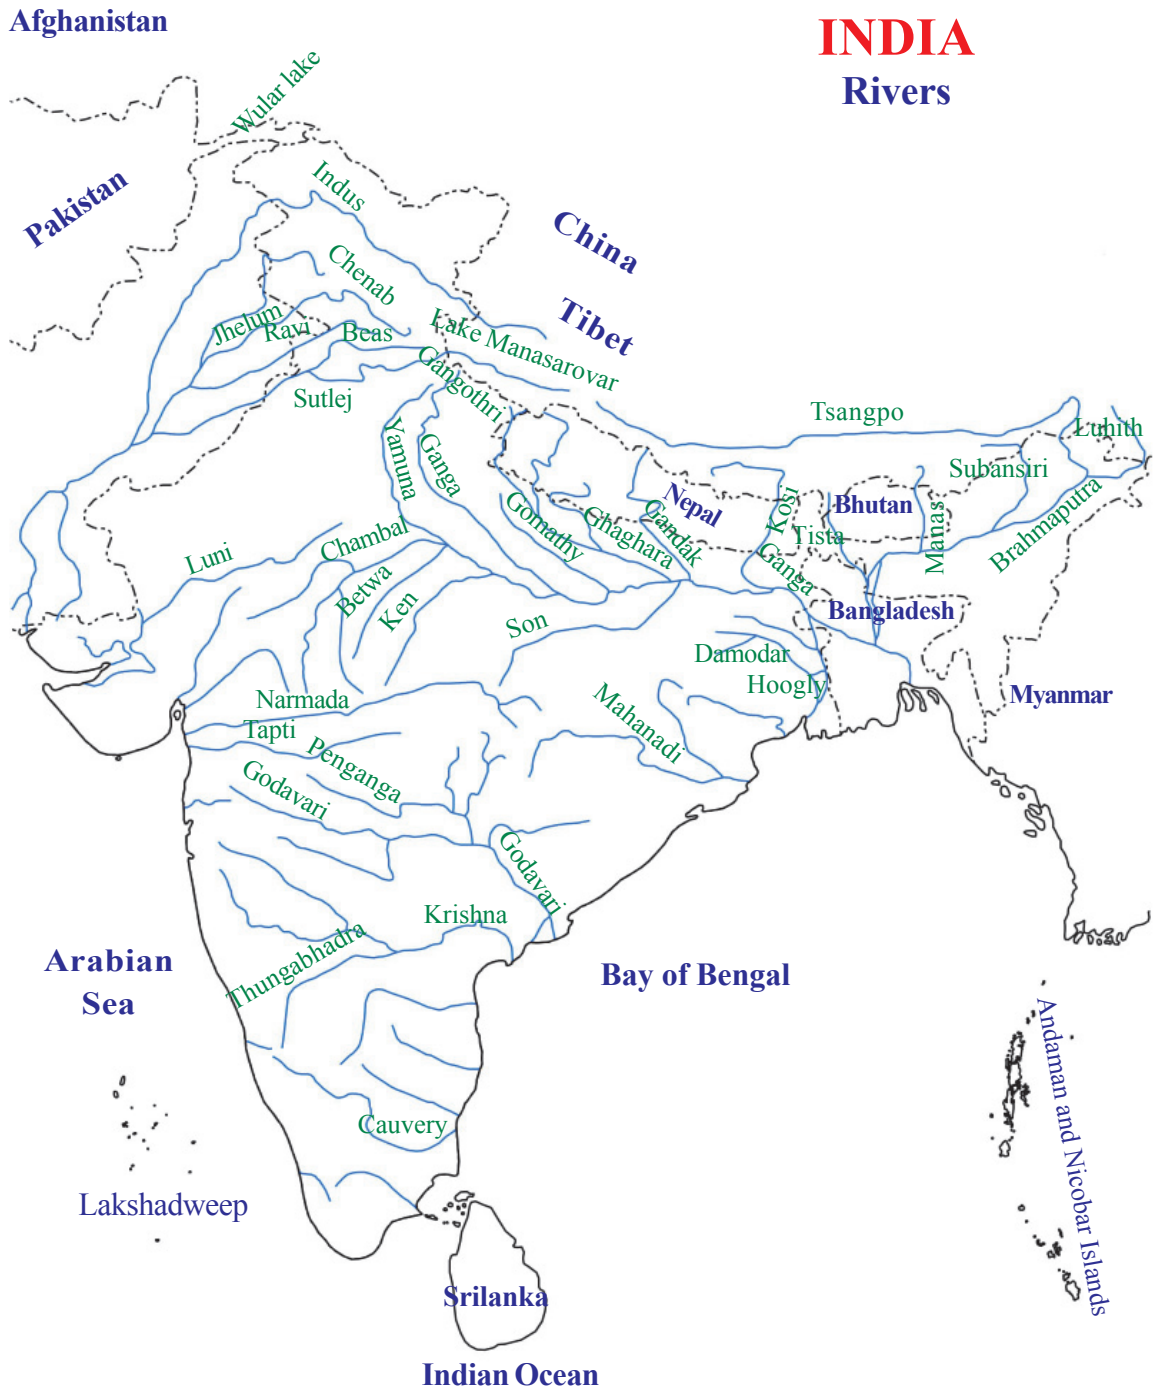 Afghanistan
INDIA
Rivers
Wular lake
Pakistan
Indus
China
Chenab
Tibet
Jhelum
Ravi
Beas
Lake Manasarovar
Gangothri
Sutlej
Tsangpo
Luhith
Yamuna
Ganga
Subansiri
Nepal
Kosi
Bhutan
Brahmaputra
Gomathy
Ghaghara
Gandak
Tista
Manas
Luni
Chambal
Ganga
Betwa
Ken
Bangladesh
Son
Damodar
Hoogly
Myanmar
Narmada
Mahanadi
Tapti
Penganga
Godavari
Godavari
Krishna
Thungabhadra
Arabian
Sea
Bay of Bengal
Andaman and Nicobar Islands
Cauvery
Lakshadweep
Srilanka
Indian Ocean